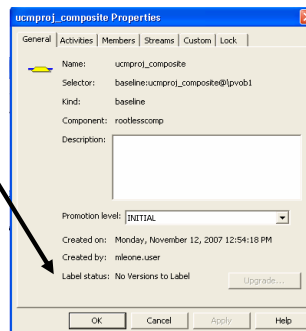 ucmproj_composite Properties
General Activities Members Streams Custom Lock
Name: ucmproj_composite
Selector: baseline:ucmproj_composite@\pvob1
Kind: baseline
Component: rootlesscomp
Description:
Promotion level: INITIAL
Created on: Monday, November 12, 2007 12:54:18 PM
Created by: mleone.user
Label status: No Versions to Label
Upgrade...
OK Cancel Apply Help